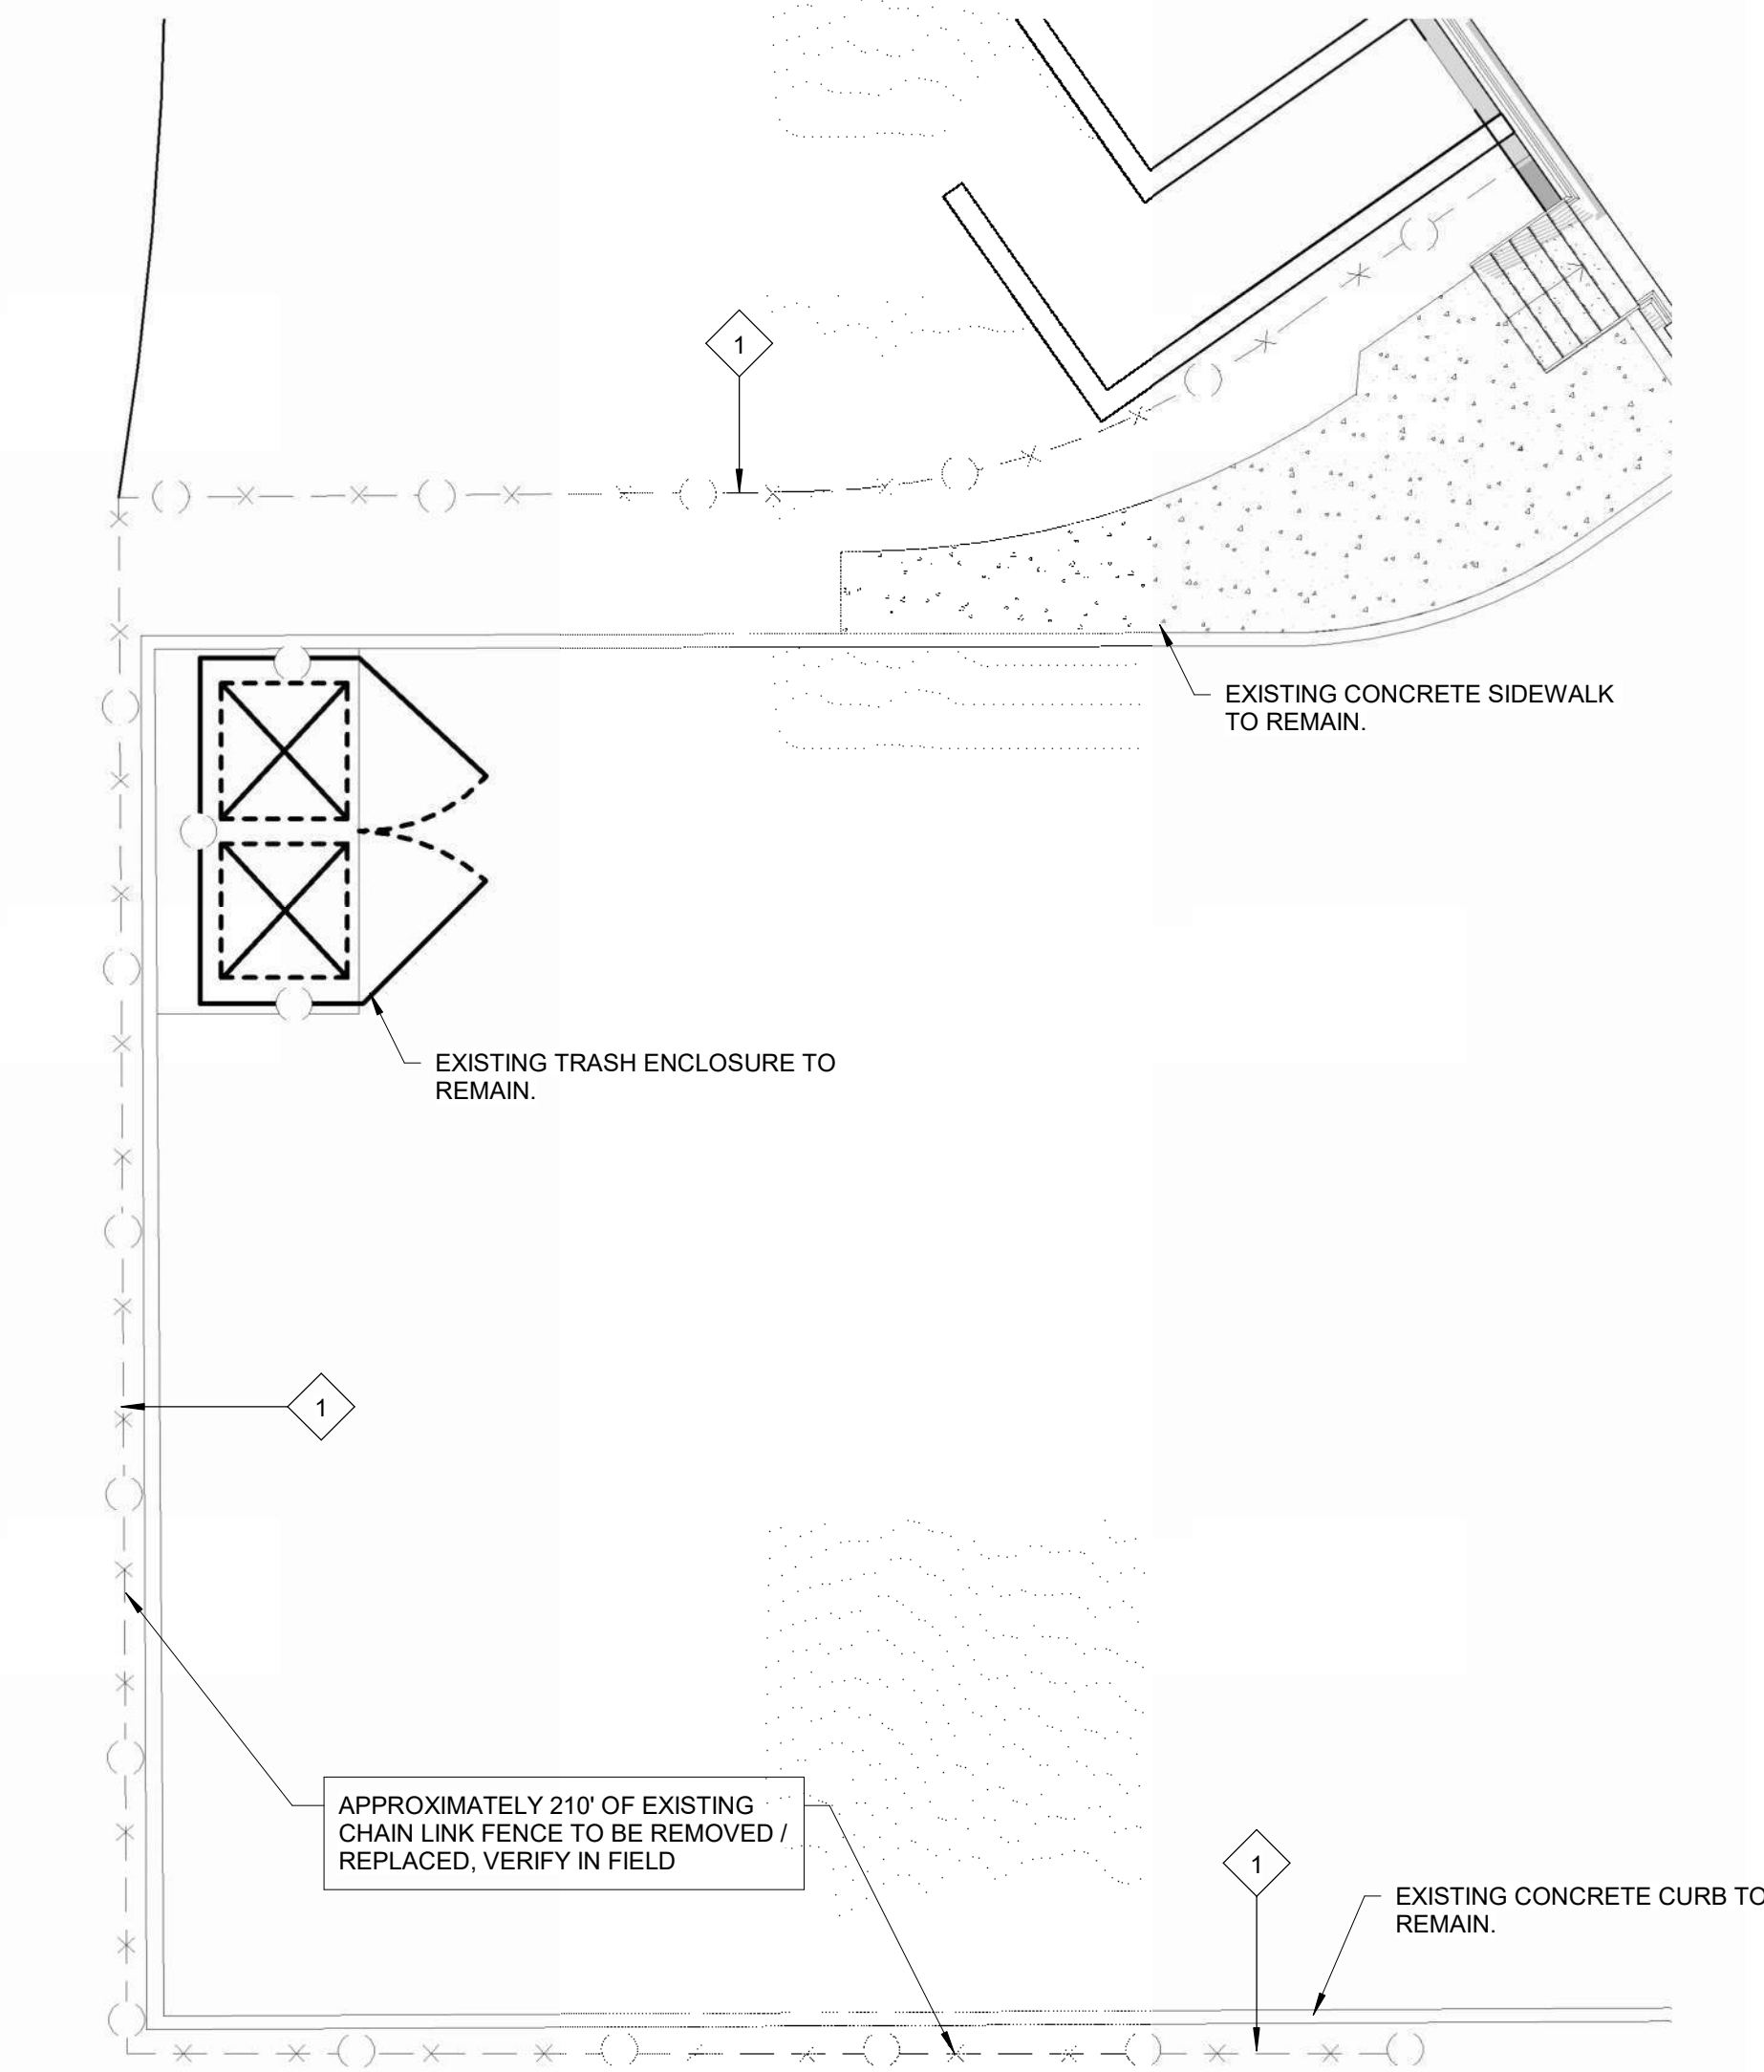 1
EXISTING CONCRETE SIDEWALK
TO REMAIN.
EXISTING TRASH ENCLOSURE TO
REMAIN.
1
APPROXIMATELY 210' OF EXISTING
CHAIN LINK FENCE TO BE REMOVED /
REPLACED, VERIFY IN FIELD
1
EXISTING CONCRETE CURB TO
REMAIN.